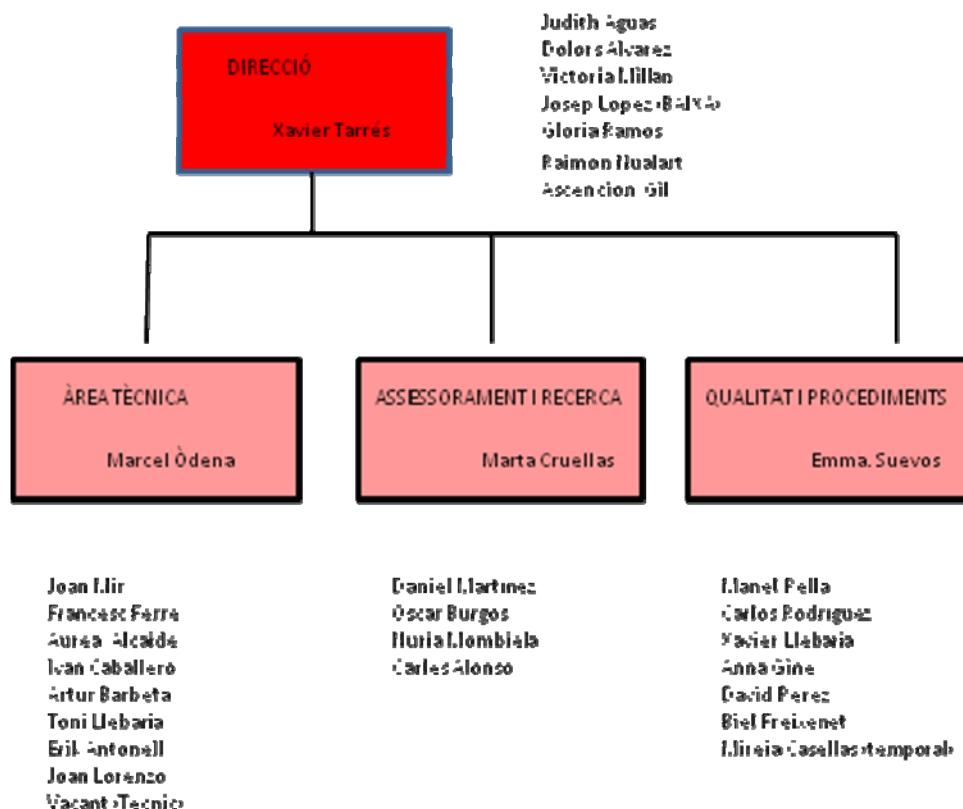 DIRECCIÓ
Xavier Tarrés
Judith Aguas
Dolors Alvarez
Victoria Millan
Josep Lopez (BAIXA)
Gloria Ramos
Raimon Nualart
Ascencion Gil
ÀREA TÈCNICA
Marcel Òdena
ASSESSORAMENT I RECERCA
Marta Cruellas
QUALITAT I PROCEDIMENTS
Emma. Suevos
Joan Mir
Francesc Ferre
Aurea Alcaide
Ivan Caballero
Artur Barbeta
Toni Llebaria
Erik Antonell
Joan Lorenzo
Vacant (Tecnic)
Daniel Martinez
Oscar Burgos
Nuria Mombiela
Carles Alonso
Manel Pella
Carlos Rodriguez
Xavier Llebaria
Anna Gine
David Perez
Biel Freixenet
Mireia Casellas (temporal)